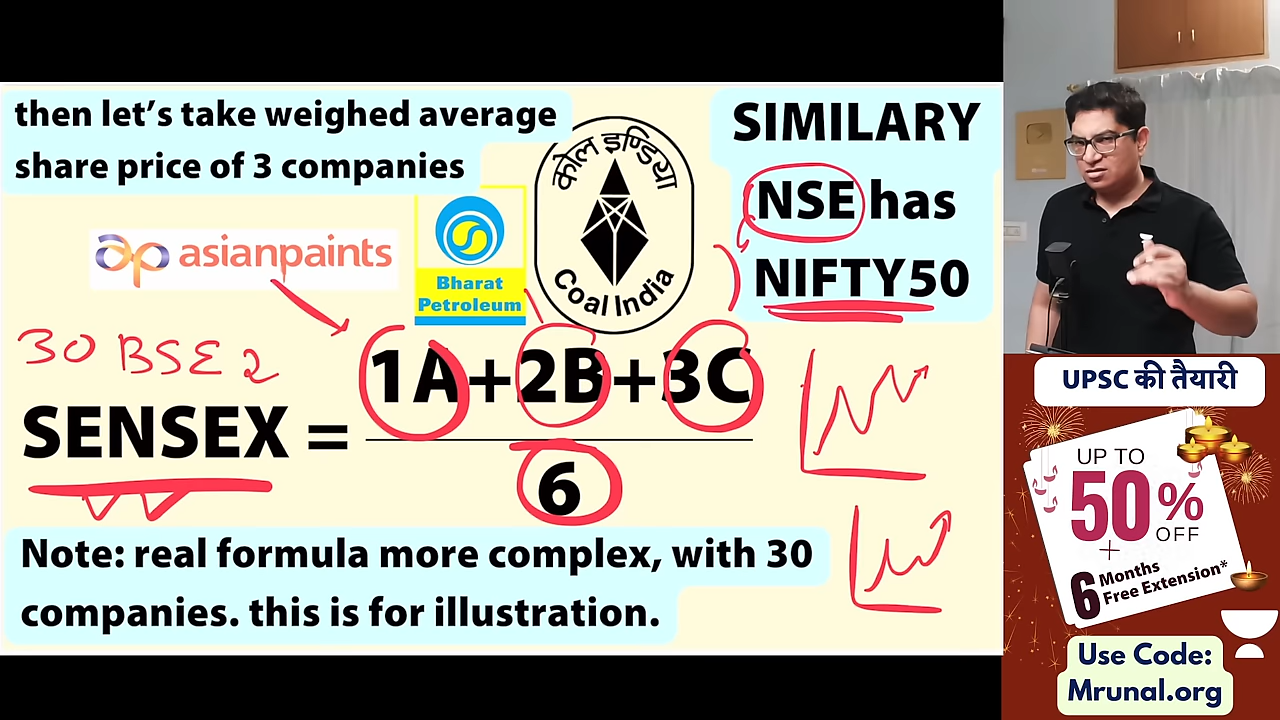 then let's take weighed average
share price of 3 companies
asianpaints
Bharat
Petroleum
कोल इण्डिया
Coal India
SIMILARY
NSE has
NIFTY50
30 BSE 2
SENSEX =
1A+2B+3C
6
Note: real formula more complex, with 30
companies. this is for illustration.
UPSC की तैयारी
UP TO
50%
OFF
+
6 Months
Free Extension*
Use Code:
Mrunal.org